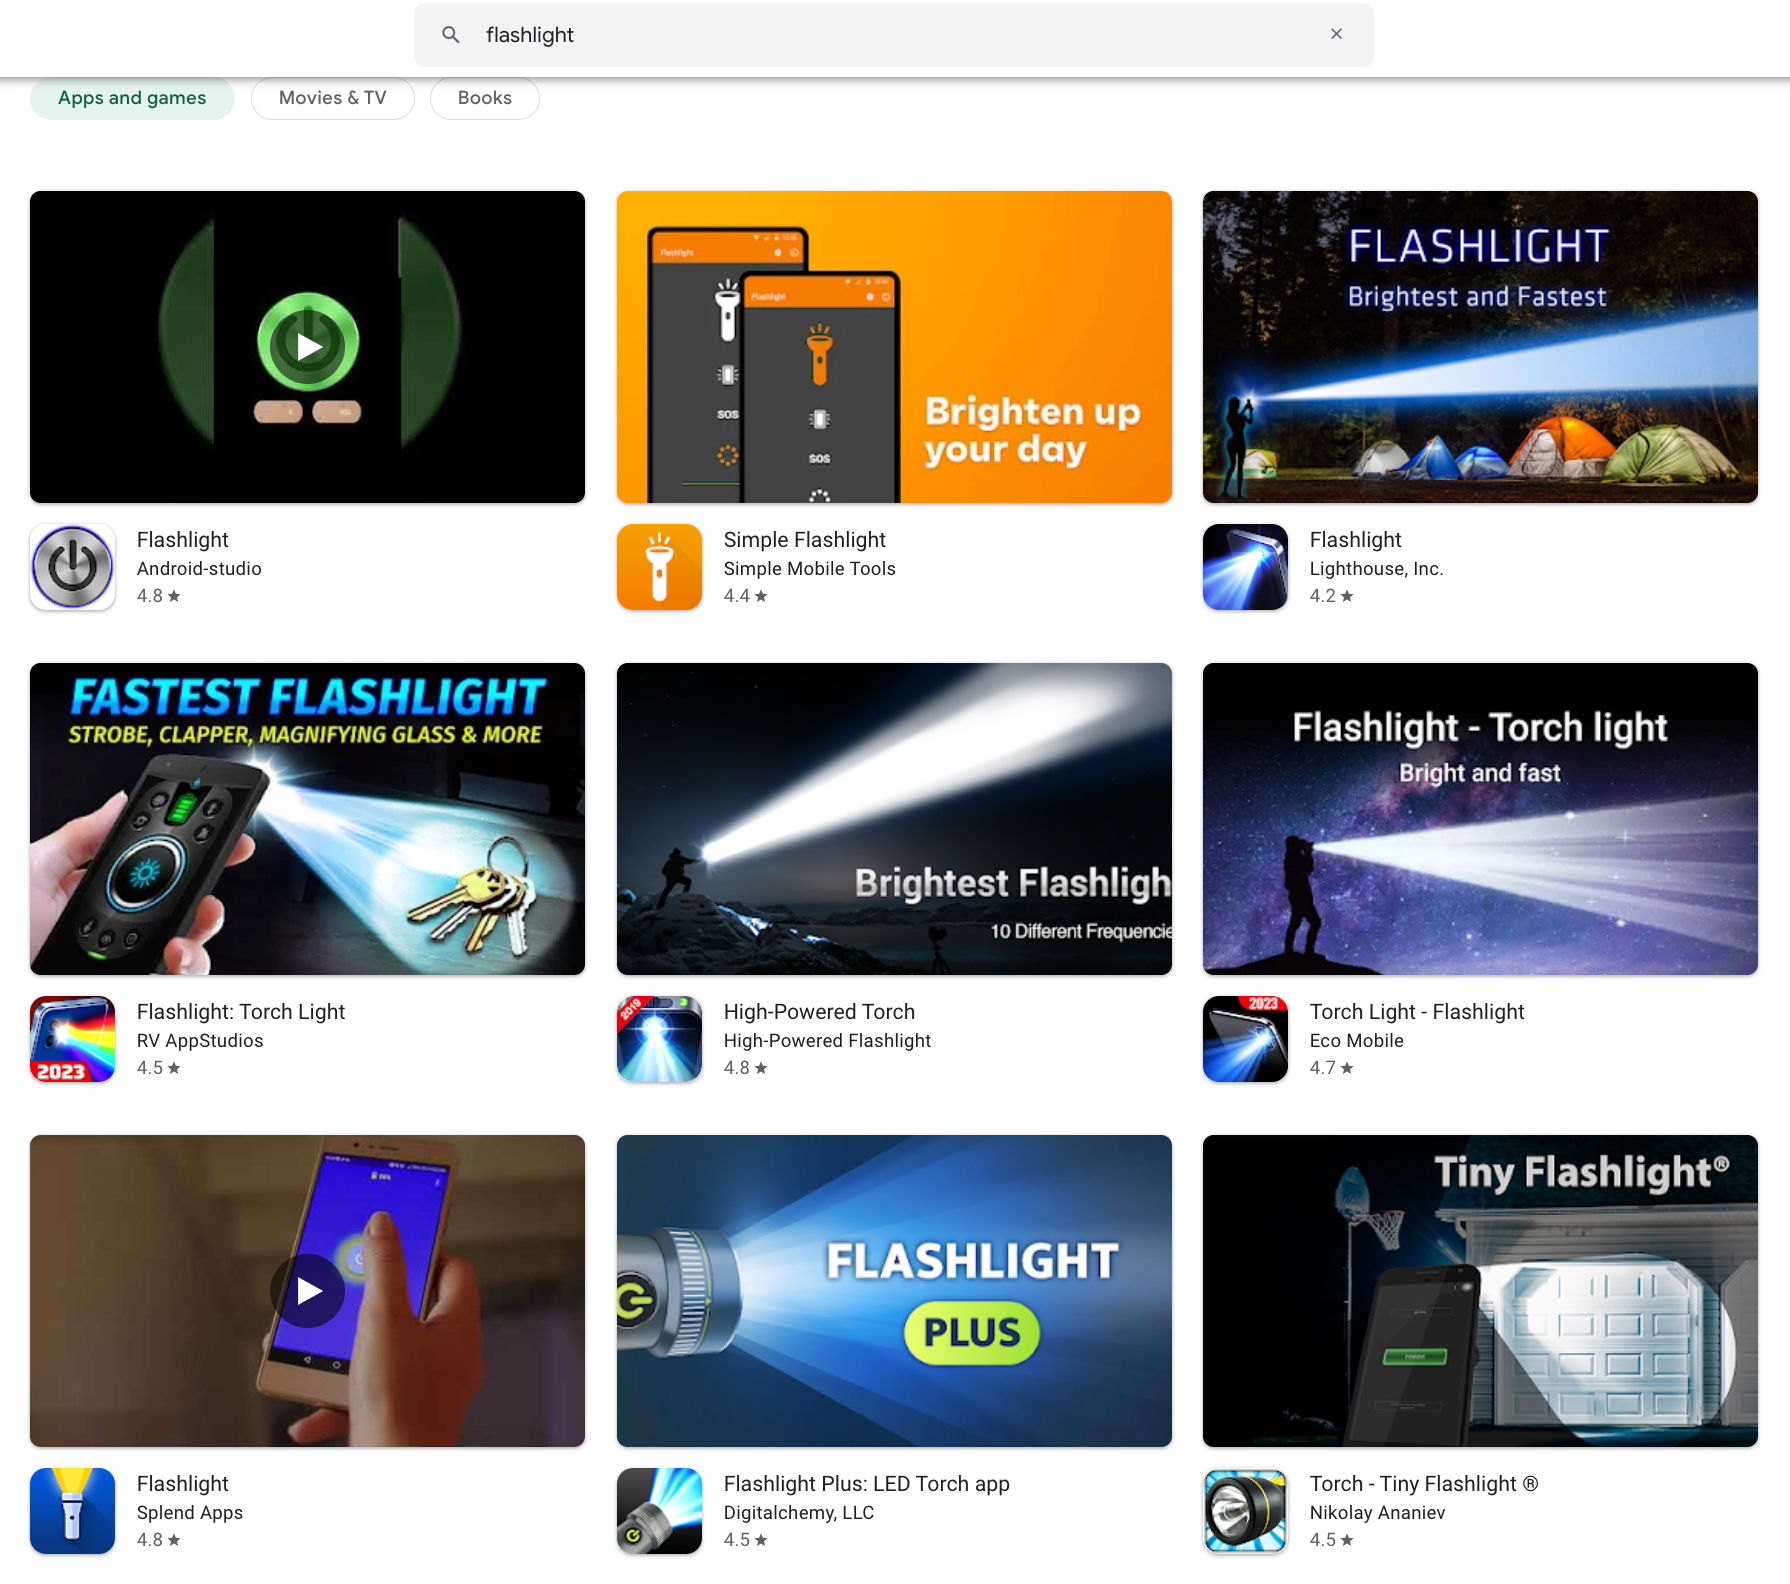 flashlight
Apps and games
Movies & TV
Books
Flashlight
Flashlight
SOS
SOS
Brighten up
your day
FLASHLIGHT
Brightest and Fastest
Flashlight
Android-studio
4.8 ★
Simple Flashlight
Simple Mobile Tools
4.4 ★
Flashlight
Lighthouse, Inc.
4.2 ★
FASTEST FLASHLIGHT
STROBE, CLAPPER, MAGNIFYING GLASS & MORE
Brightest Flashligh
10 Different Frequencie
Flashlight - Torch light
Bright and fast
2023
Flashlight: Torch Light
RV AppStudios
4.5 ★
2019
High-Powered Torch
High-Powered Flashlight
4.8 ★
2023
Torch Light - Flashlight
Eco Mobile
4.7 ★
FLASHLIGHT
PLUS
Tiny Flashlight®
Flashlight
Splend Apps
4.8 ★
Flashlight Plus: LED Torch app
Digitalchemy, LLC
4.5 ★
Torch - Tiny Flashlight ®
Nikolay Ananiev
4.5 ★